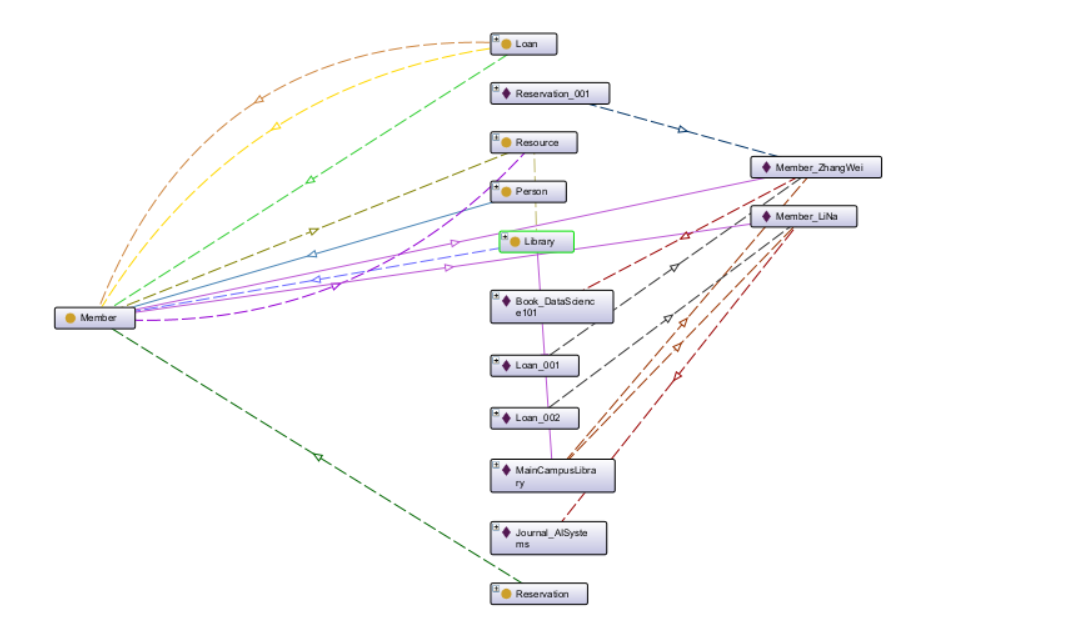 Loan
Reservation_001
Resource
Member_ZhangWei
Person
Member_LiNa
Library
Book_DataScienc
e101
Member
Loan_001
Loan_002
MainCampusLibra
ry
Journal_AISyste
ms
Reservation